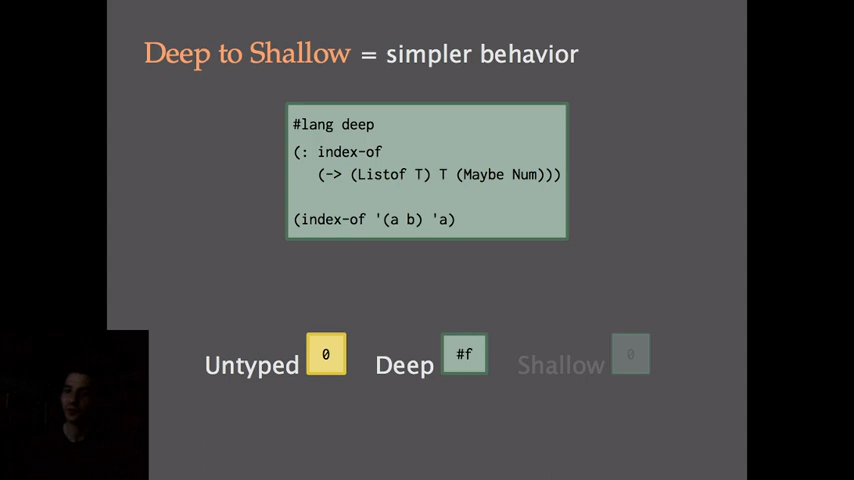 Deep to Shallow = simpler behavior
#lang deep
(: index-of
(-> (Listof T) T (Maybe Num)))
(index-of '(a b) 'a)
Untyped 0 Deep #f Shallow 0